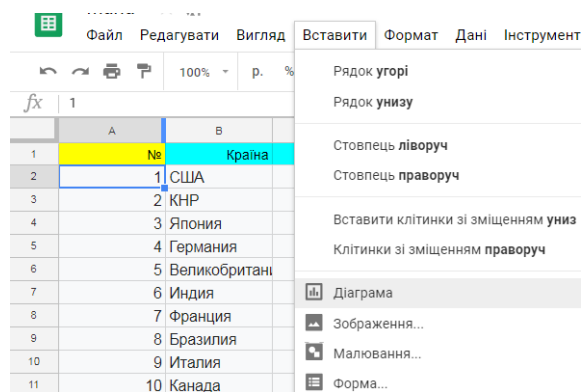 Файл Редагувати Вигляд Вставити Формат Дані Інструмент
100% р. %
fx 1
A B
1 № Країна
2 1 США
3 2 КНР
4 3 Япония
5 4 Германия
6 5 Великобритан
7 6 Индия
8 7 Франция
9 8 Бразилия
10 9 Италия
11 10 Канада
Рядок угорі
Рядок унизу
Стовпець ліворуч
Стовпець праворуч
Вставити клітинки зі зміщенням униз
Клітинки зі зміщенням праворуч
Діаграма
Зображення...
Малювання...
Форма...